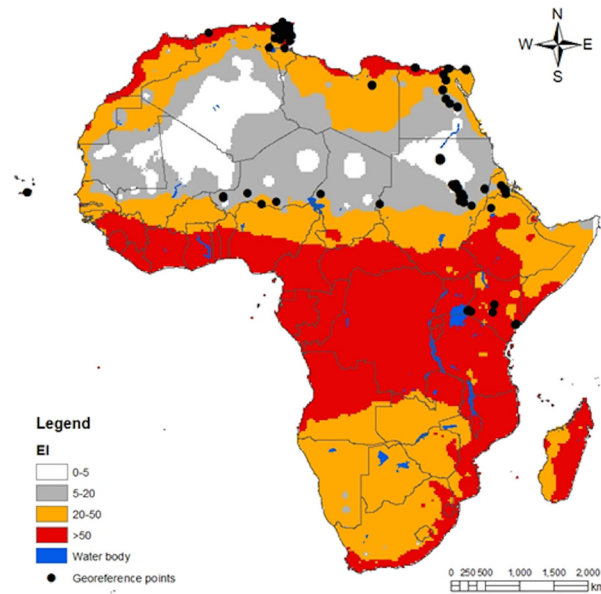 N
W E
S
Legend
EI
0-5
5-20
20-50
>50
Water body
Georeference points
0 250 500 1,000 1,500 2,000
km